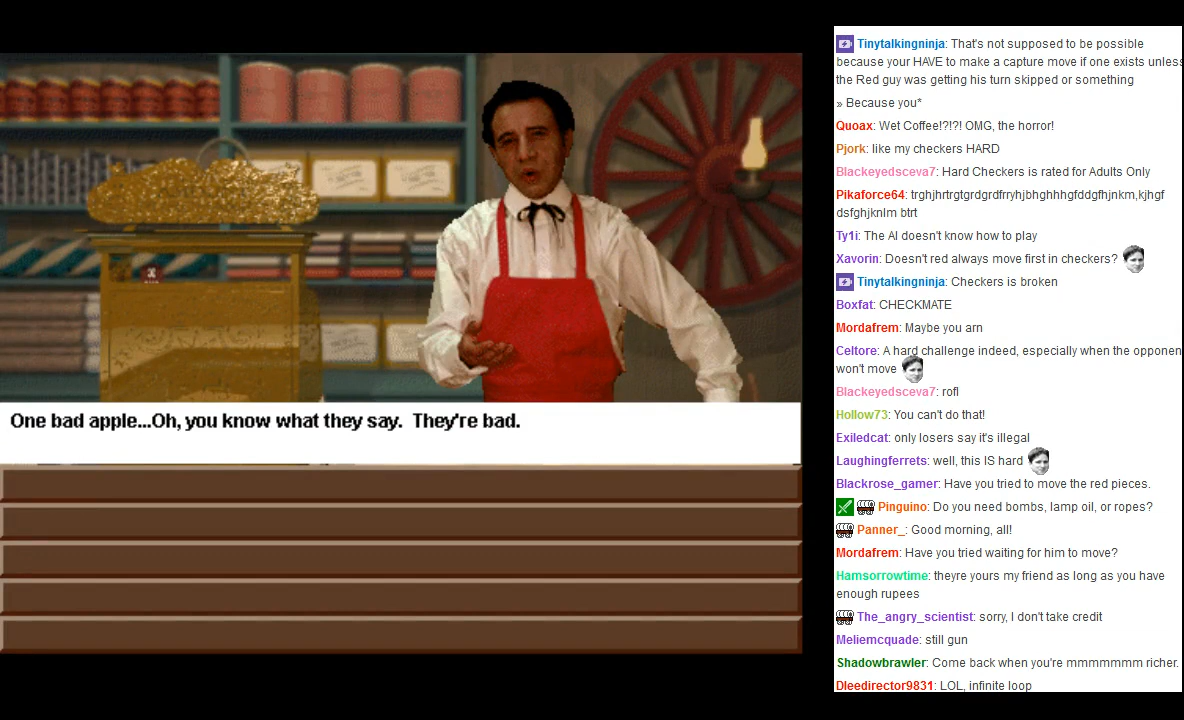 One bad apple...Oh, you know what they say. They're bad.
Tinytalkingninja: That's not supposed to be possible
because your HAVE to make a capture move if one exists unless
the Red guy was getting his turn skipped or something
» Because you*
Quoax: Wet Coffee!?!?! OMG, the horror!
Pjork: like my checkers HARD
Blackeyedsceva7: Hard Checkers is rated for Adults Only
Pikaforce64: trghjhrtrgtgrdgrdfrryhjbhghhhgfddgfhjnkm,kjhgf
dsfghjknlm btrt
Ty1i: The AI doesn't know how to play
Xavorin: Doesn't red always move first in checkers?
Tinytalkingninja: Checkers is broken
Boxfat: CHECKMATE
Mordafrem: Maybe you arn
Celtore: A hard challenge indeed, especially when the opponen
won't move
Blackeyedsceva7: rofl
Hollow73: You can't do that!
Exiledcat: only losers say it's illegal
Laughingferrets: well, this IS hard
Blackrose_gamer: Have you tried to move the red pieces.
Pinguino: Do you need bombs, lamp oil, or ropes?
Panner_: Good morning, all!
Mordafrem: Have you tried waiting for him to move?
Hamsorrowtime: theyre yours my friend as long as you have
enough rupees
The_angry_scientist: sorry, I don't take credit
Meliemcquade: still gun
Shadowbrawler: Come back when you're mmmmmmm richer.
Dleedirector9831: LOL, infinite loop